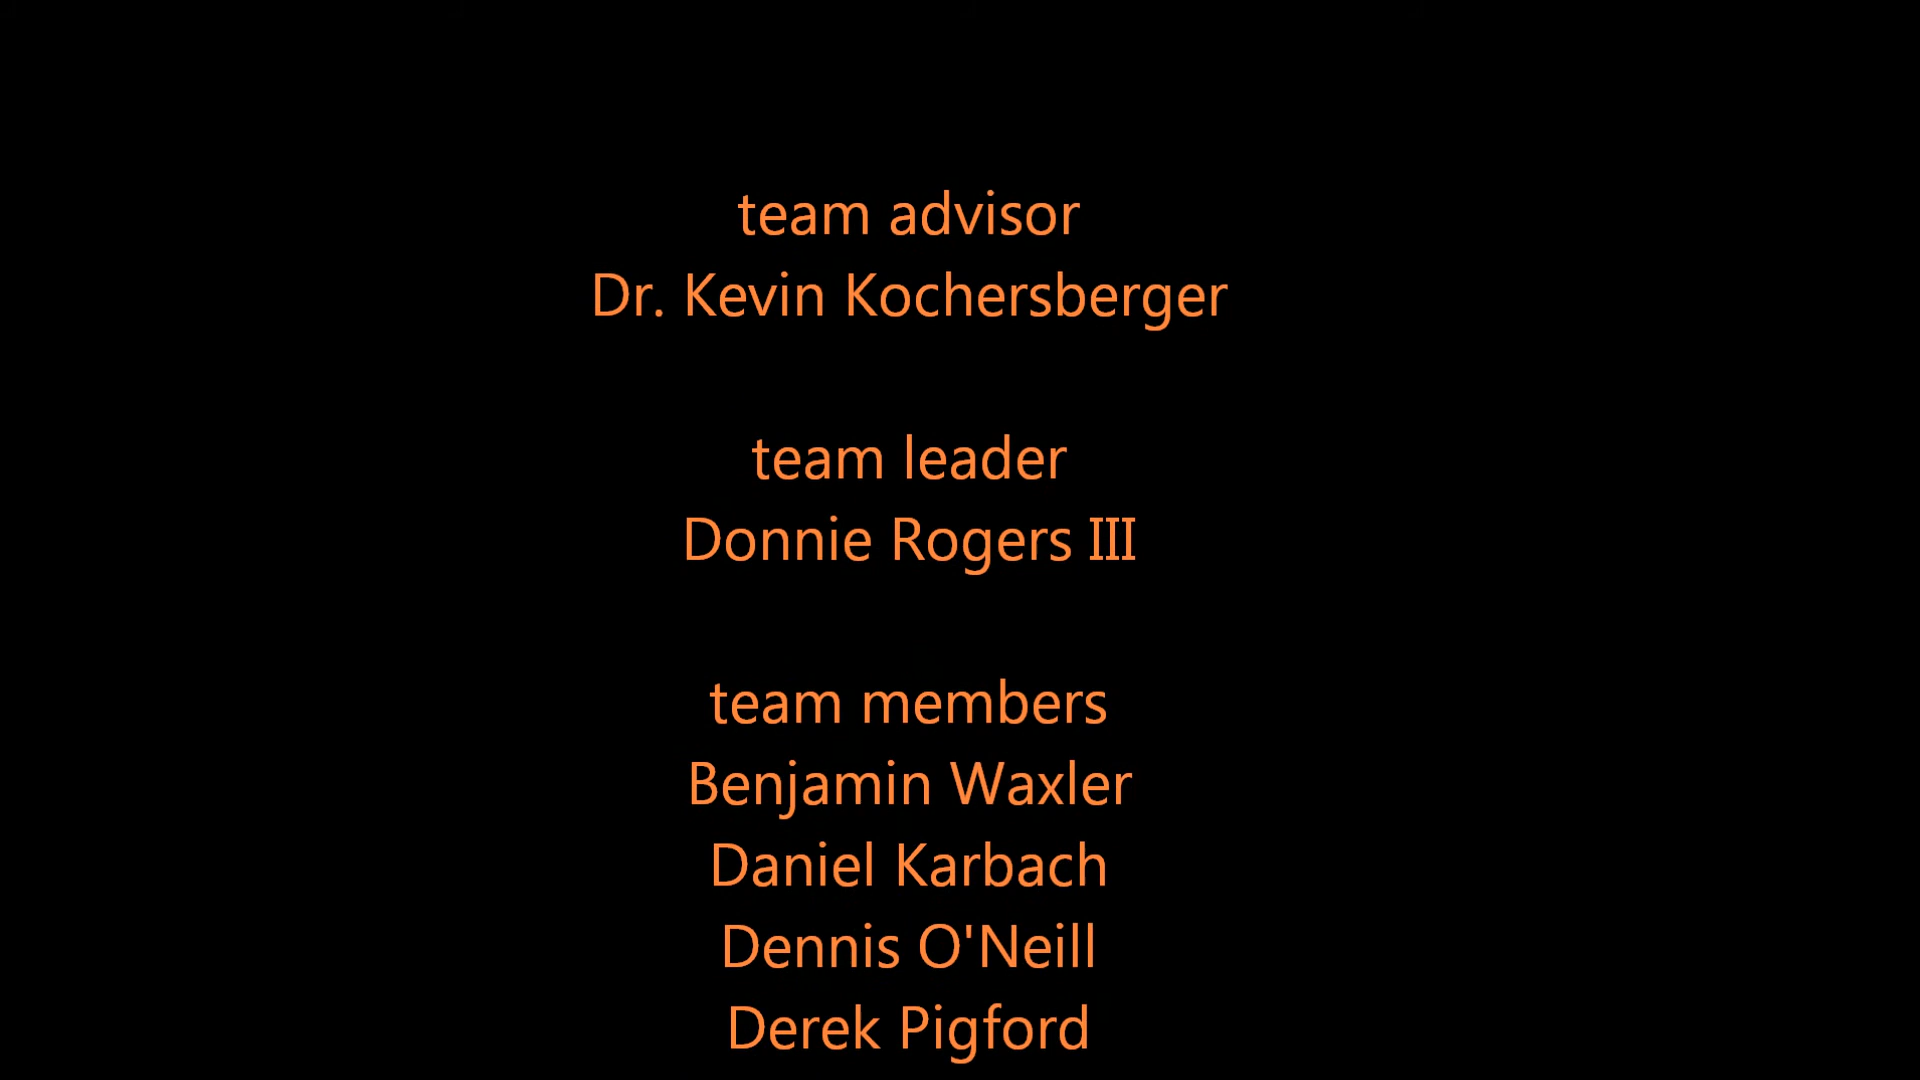 team advisor
Dr. Kevin Kochersberger
team leader
Donnie Rogers III
team members
Benjamin Waxler
Daniel Karbach
Dennis O'Neill
Derek Pigford